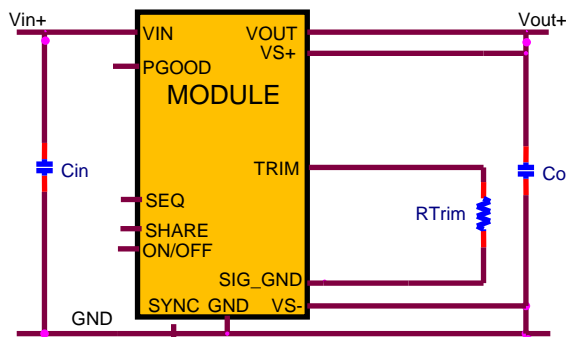 Vin+
Vout+
VIN
VOUT
VS+
PGOOD
MODULE
Cin
TRIM
Co
SEQ
RTrim
SHARE
ON/OFF
SIG_GND
SYNC GND VS-
GND